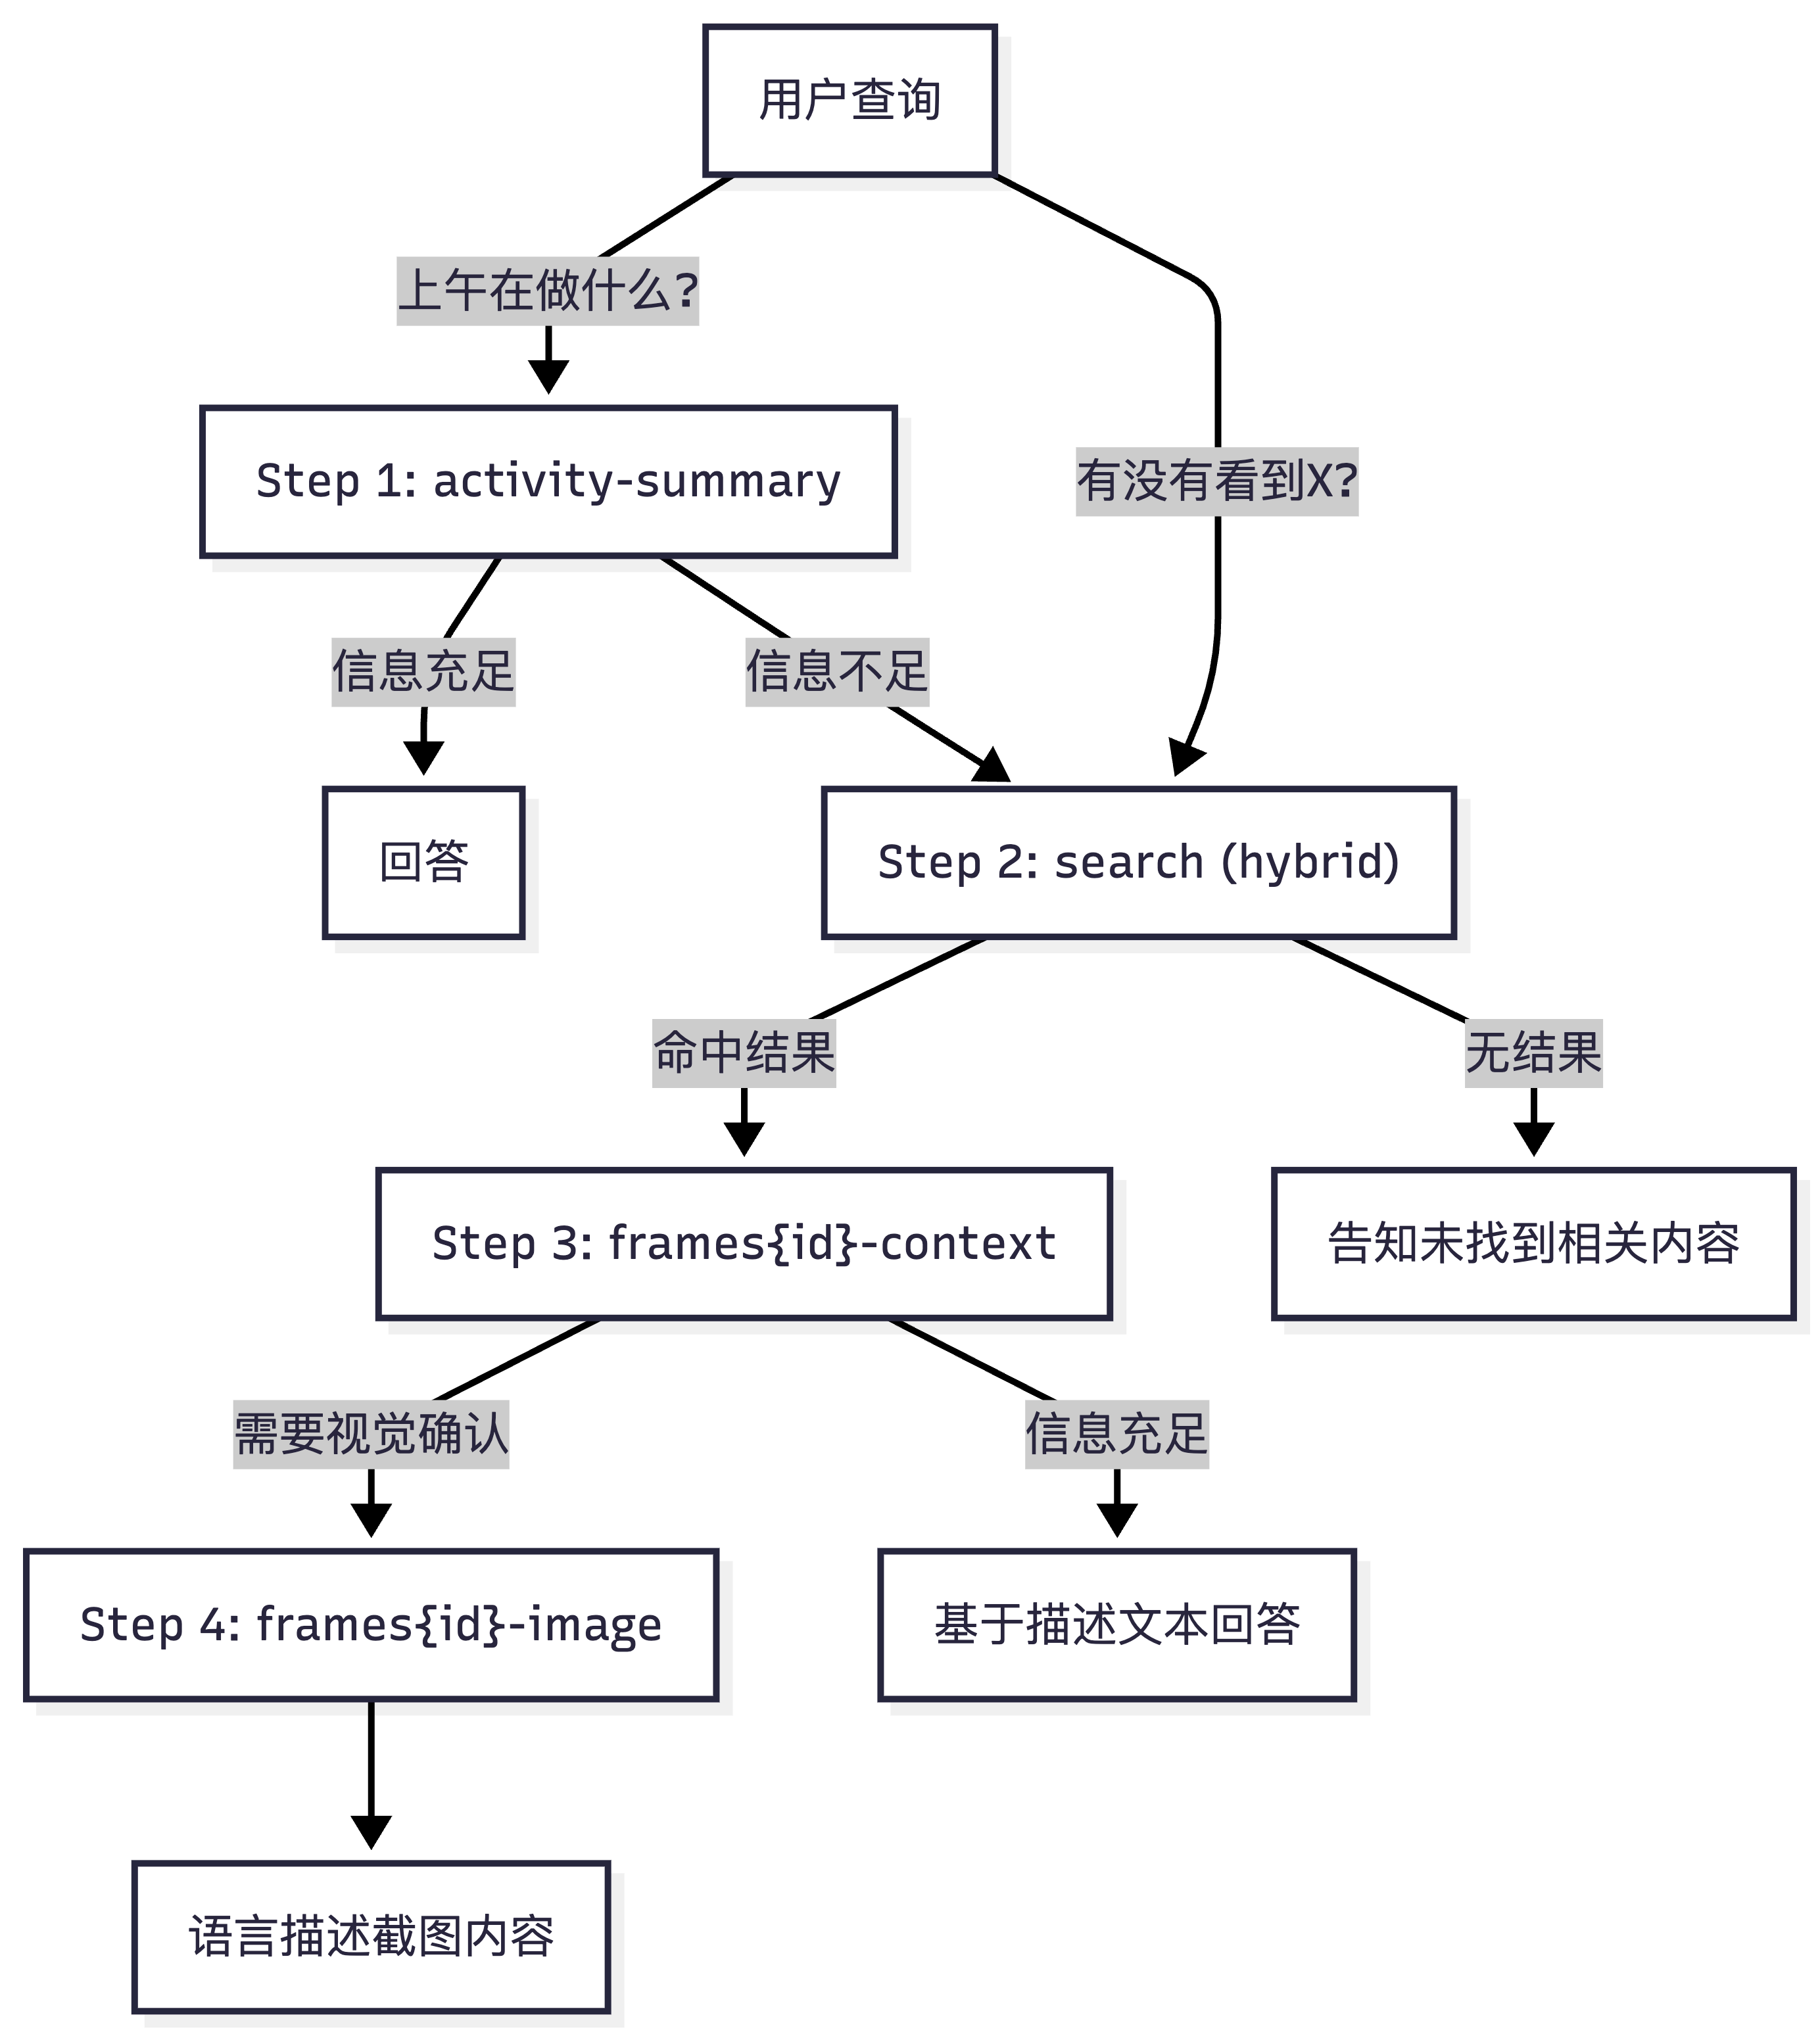 用户查询
上午在做什么?
Step 1: activity-summary
有没有看到X?
信息充足
信息不足
回答
Step 2: search (hybrid)
命中结果
无结果
Step 3: frames{id}-context
告知未找到相关内容
需要视觉确认
信息充足
Step 4: frames{id}-image
基于描述文本回答
语言描述截图内容